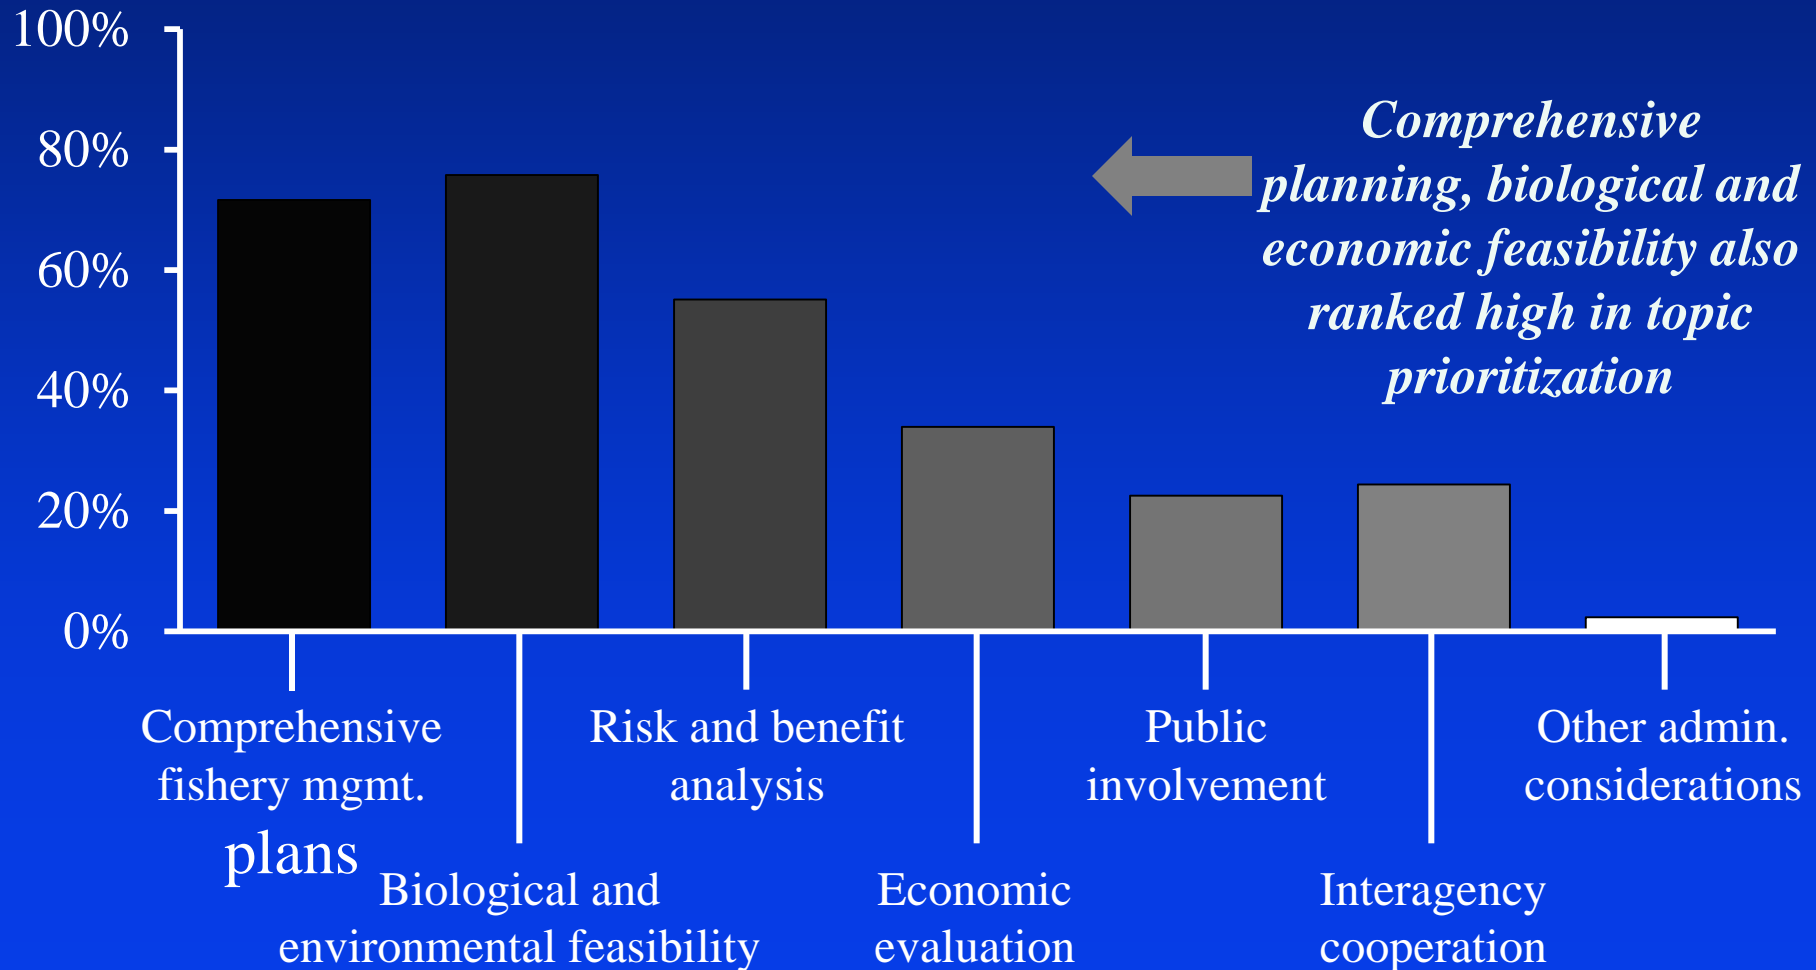 100%
80%
60%
40%
20%
0%
Comprehensive
planning, biological and
economic feasibility also
ranked high in topic
prioritization
Comprehensive
fishery mgmt.
plans
Biological and
environmental feasibility
Risk and benefit
analysis
Economic
evaluation
Public
involvement
Interagency
cooperation
Other admin.
considerations